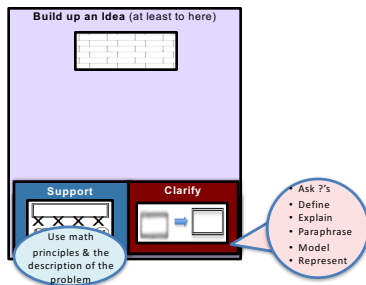 Build up an Idea (at least to here)
Support
Clarify
Use math
principles & the
description of the
problem
• Ask ?'s
• Define
• Explain
• Paraphrase
• Model
• Represent